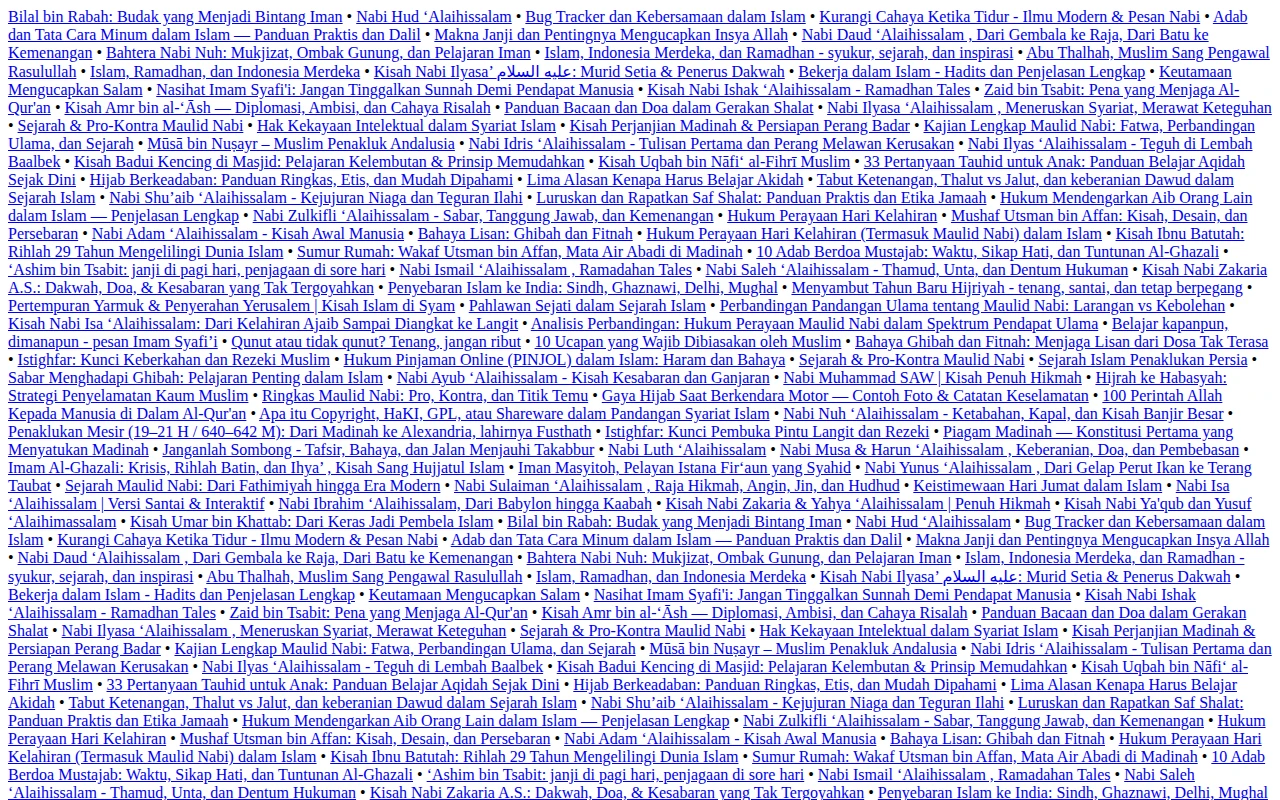 Bilal bin Rabah: Budak yang Menjadi Bintang Iman • Nabi Hud ‘Alaihissalam • Bug Tracker dan Kebersamaan dalam Islam • Kurangi Cahaya Ketika Tidur - Ilmu Modern & Pesan Nabi • Adab
dan Tata Cara Minum dalam Islam — Panduan Praktis dan Dalil • Makna Janji dan Pentingnya Mengucapkan Insya Allah • Nabi Daud ‘Alaihissalam , Dari Gembala ke Raja, Dari Batu ke
Kemenangan • Bahtera Nabi Nuh: Mukjizat, Ombak Gunung, dan Pelajaran Iman • Islam, Indonesia Merdeka, dan Ramadhan - syukur, sejarah, dan inspirasi • Abu Thalhah, Muslim Sang Pengawal
Rasulullah • Islam, Ramadhan, dan Indonesia Merdeka • Kisah Nabi Ilyasa’ عليه السلام: Murid Setia & Penerus Dakwah • Bekerja dalam Islam - Hadits dan Penjelasan Lengkap • Keutamaan
Mengucapkan Salam • Nasihat Imam Syafi'i: Jangan Tinggalkan Sunnah Demi Pendapat Manusia • Kisah Nabi Ishak ‘Alaihissalam - Ramadhan Tales • Zaid bin Tsabit: Pena yang Menjaga Al-
Qur'an • Kisah Amr bin al-‘Āsh — Diplomasi, Ambisi, dan Cahaya Risalah • Panduan Bacaan dan Doa dalam Gerakan Shalat • Nabi Ilyasa ‘Alaihissalam , Meneruskan Syariat, Merawat Keteguhan
• Sejarah & Pro-Kontra Maulid Nabi • Hak Kekayaan Intelektual dalam Syariat Islam • Kisah Perjanjian Madinah & Persiapan Perang Badar • Kajian Lengkap Maulid Nabi: Fatwa, Perbandingan
Ulama, dan Sejarah • Mūsā bin Nuṣayr – Muslim Penakluk Andalusia • Nabi Idris ‘Alaihissalam - Tulisan Pertama dan Perang Melawan Kerusakan • Nabi Ilyas ‘Alaihissalam - Teguh di Lembah
Baalbek • Kisah Badui Kencing di Masjid: Pelajaran Kelembutan & Prinsip Memudahkan • Kisah Uqbah bin Nāfi‘ al-Fihrī Muslim • 33 Pertanyaan Tauhid untuk Anak: Panduan Belajar Aqidah
Sejak Dini • Hijab Berkeadaban: Panduan Ringkas, Etis, dan Mudah Dipahami • Lima Alasan Kenapa Harus Belajar Akidah • Tabut Ketenangan, Thalut vs Jalut, dan keberanian Dawud dalam
Sejarah Islam • Nabi Shu’aib ‘Alaihissalam - Kejujuran Niaga dan Teguran Ilahi • Luruskan dan Rapatkan Saf Shalat: Panduan Praktis dan Etika Jamaah • Hukum Mendengarkan Aib Orang Lain
dalam Islam — Penjelasan Lengkap • Nabi Zulkifli ‘Alaihissalam - Sabar, Tanggung Jawab, dan Kemenangan • Hukum Perayaan Hari Kelahiran • Mushaf Utsman bin Affan: Kisah, Desain, dan
Persebaran • Nabi Adam ‘Alaihissalam - Kisah Awal Manusia • Bahaya Lisan: Ghibah dan Fitnah • Hukum Perayaan Hari Kelahiran (Termasuk Maulid Nabi) dalam Islam • Kisah Ibnu Batutah:
Rihlah 29 Tahun Mengelilingi Dunia Islam • Sumur Rumah: Wakaf Utsman bin Affan, Mata Air Abadi di Madinah • 10 Adab Berdoa Mustajab: Waktu, Sikap Hati, dan Tuntunan Al-Ghazali •
‘Ashim bin Tsabit: janji di pagi hari, penjagaan di sore hari • Nabi Ismail ‘Alaihissalam , Ramadahan Tales • Nabi Saleh ‘Alaihissalam - Thamud, Unta, dan Dentum Hukuman • Kisah Nabi Zakaria
A.S.: Dakwah, Doa, & Kesabaran yang Tak Tergoyahkan • Penyebaran Islam ke India: Sindh, Ghaznawi, Delhi, Mughal • Menyambut Tahun Baru Hijriyah - tenang, santai, dan tetap berpegang •
Pertempuran Yarmuk & Penyerahan Yerusalem | Kisah Islam di Syam • Pahlawan Sejati dalam Sejarah Islam • Perbandingan Pandangan Ulama tentang Maulid Nabi: Larangan vs Kebolehan •
Kisah Nabi Isa ‘Alaihissalam: Dari Kelahiran Ajaib Sampai Diangkat ke Langit • Analisis Perbandingan: Hukum Perayaan Maulid Nabi dalam Spektrum Pendapat Ulama • Belajar kapanpun,
dimanapun - pesan Imam Syafi’i • Qunut atau tidak qunut? Tenang, jangan ribut • 10 Ucapan yang Wajib Dibiasakan oleh Muslim • Bahaya Ghibah dan Fitnah: Menjaga Lisan dari Dosa Tak Terasa
• Istighfar: Kunci Keberkahan dan Rezeki Muslim • Hukum Pinjaman Online (PINJOL) dalam Islam: Haram dan Bahaya • Sejarah & Pro-Kontra Maulid Nabi • Sejarah Islam Penaklukan Persia •
Sabar Menghadapi Ghibah: Pelajaran Penting dalam Islam • Nabi Ayub ‘Alaihissalam - Kisah Kesabaran dan Ganjaran • Nabi Muhammad SAW | Kisah Penuh Hikmah • Hijrah ke Habasyah:
Strategi Penyelamatan Kaum Muslim • Ringkas Maulid Nabi: Pro, Kontra, dan Titik Temu • Gaya Hijab Saat Berkendara Motor — Contoh Foto & Catatan Keselamatan • 100 Perintah Allah
Kepada Manusia di Dalam Al-Qur'an • Apa itu Copyright, HaKI, GPL, atau Shareware dalam Pandangan Syariat Islam • Nabi Nuh ‘Alaihissalam - Ketabahan, Kapal, dan Kisah Banjir Besar •
Penaklukan Mesir (19–21 H / 640–642 M): Dari Madinah ke Alexandria, lahirnya Fusthath • Istighfar: Kunci Pembuka Pintu Langit dan Rezeki • Piagam Madinah — Konstitusi Pertama yang
Menyatukan Madinah • Janganlah Sombong - Tafsir, Bahaya, dan Jalan Menjauhi Takabbur • Nabi Luth ‘Alaihissalam • Nabi Musa & Harun ‘Alaihissalam , Keberanian, Doa, dan Pembebasan •
Imam Al-Ghazali: Krisis, Rihlah Batin, dan Ihya’ , Kisah Sang Hujjatul Islam • Iman Masyitoh, Pelayan Istana Fir‘aun yang Syahid • Nabi Yunus ‘Alaihissalam , Dari Gelap Perut Ikan ke Terang
Taubat • Sejarah Maulid Nabi: Dari Fathimiyah hingga Era Modern • Nabi Sulaiman ‘Alaihissalam , Raja Hikmah, Angin, Jin, dan Hudhud • Keistimewaan Hari Jumat dalam Islam • Nabi Isa
‘Alaihissalam | Versi Santai & Interaktif • Nabi Ibrahim ‘Alaihissalam, Dari Babylon hingga Kaabah • Kisah Nabi Zakaria & Yahya ‘Alaihissalam | Penuh Hikmah • Kisah Nabi Ya'qub dan Yusuf
‘Alaihimassalam • Kisah Umar bin Khattab: Dari Keras Jadi Pembela Islam • Bilal bin Rabah: Budak yang Menjadi Bintang Iman • Nabi Hud ‘Alaihissalam • Bug Tracker dan Kebersamaan dalam
Islam • Kurangi Cahaya Ketika Tidur - Ilmu Modern & Pesan Nabi • Adab dan Tata Cara Minum dalam Islam — Panduan Praktis dan Dalil • Makna Janji dan Pentingnya Mengucapkan Insya Allah
• Nabi Daud ‘Alaihissalam , Dari Gembala ke Raja, Dari Batu ke Kemenangan • Bahtera Nabi Nuh: Mukjizat, Ombak Gunung, dan Pelajaran Iman • Islam, Indonesia Merdeka, dan Ramadhan -
syukur, sejarah, dan inspirasi • Abu Thalhah, Muslim Sang Pengawal Rasulullah • Islam, Ramadhan, dan Indonesia Merdeka • Kisah Nabi Ilyasa’ عليه السلام: Murid Setia & Penerus Dakwah •
Bekerja dalam Islam - Hadits dan Penjelasan Lengkap • Keutamaan Mengucapkan Salam • Nasihat Imam Syafi'i: Jangan Tinggalkan Sunnah Demi Pendapat Manusia • Kisah Nabi Ishak
‘Alaihissalam - Ramadhan Tales • Zaid bin Tsabit: Pena yang Menjaga Al-Qur'an • Kisah Amr bin al-‘Āsh — Diplomasi, Ambisi, dan Cahaya Risalah • Panduan Bacaan dan Doa dalam Gerakan
Shalat • Nabi Ilyasa ‘Alaihissalam , Meneruskan Syariat, Merawat Keteguhan • Sejarah & Pro-Kontra Maulid Nabi • Hak Kekayaan Intelektual dalam Syariat Islam • Kisah Perjanjian Madinah &
Persiapan Perang Badar • Kajian Lengkap Maulid Nabi: Fatwa, Perbandingan Ulama, dan Sejarah • Mūsā bin Nuṣayr – Muslim Penakluk Andalusia • Nabi Idris ‘Alaihissalam - Tulisan Pertama dan
Perang Melawan Kerusakan • Nabi Ilyas ‘Alaihissalam - Teguh di Lembah Baalbek • Kisah Badui Kencing di Masjid: Pelajaran Kelembutan & Prinsip Memudahkan • Kisah Uqbah bin Nāfi‘ al-
Fihrī Muslim • 33 Pertanyaan Tauhid untuk Anak: Panduan Belajar Aqidah Sejak Dini • Hijab Berkeadaban: Panduan Ringkas, Etis, dan Mudah Dipahami • Lima Alasan Kenapa Harus Belajar
Akidah • Tabut Ketenangan, Thalut vs Jalut, dan keberanian Dawud dalam Sejarah Islam • Nabi Shu’aib ‘Alaihissalam - Kejujuran Niaga dan Teguran Ilahi • Luruskan dan Rapatkan Saf Shalat:
Panduan Praktis dan Etika Jamaah • Hukum Mendengarkan Aib Orang Lain dalam Islam — Penjelasan Lengkap • Nabi Zulkifli ‘Alaihissalam - Sabar, Tanggung Jawab, dan Kemenangan • Hukum
Perayaan Hari Kelahiran • Mushaf Utsman bin Affan: Kisah, Desain, dan Persebaran • Nabi Adam ‘Alaihissalam - Kisah Awal Manusia • Bahaya Lisan: Ghibah dan Fitnah • Hukum Perayaan Hari
Kelahiran (Termasuk Maulid Nabi) dalam Islam • Kisah Ibnu Batutah: Rihlah 29 Tahun Mengelilingi Dunia Islam • Sumur Rumah: Wakaf Utsman bin Affan, Mata Air Abadi di Madinah • 10 Adab
Berdoa Mustajab: Waktu, Sikap Hati, dan Tuntunan Al-Ghazali • ‘Ashim bin Tsabit: janji di pagi hari, penjagaan di sore hari • Nabi Ismail ‘Alaihissalam , Ramadahan Tales • Nabi Saleh
‘Alaihissalam - Thamud, Unta, dan Dentum Hukuman • Kisah Nabi Zakaria A.S.: Dakwah, Doa, & Kesabaran yang Tak Tergoyahkan • Penyebaran Islam ke India: Sindh, Ghaznawi, Delhi, Mughal